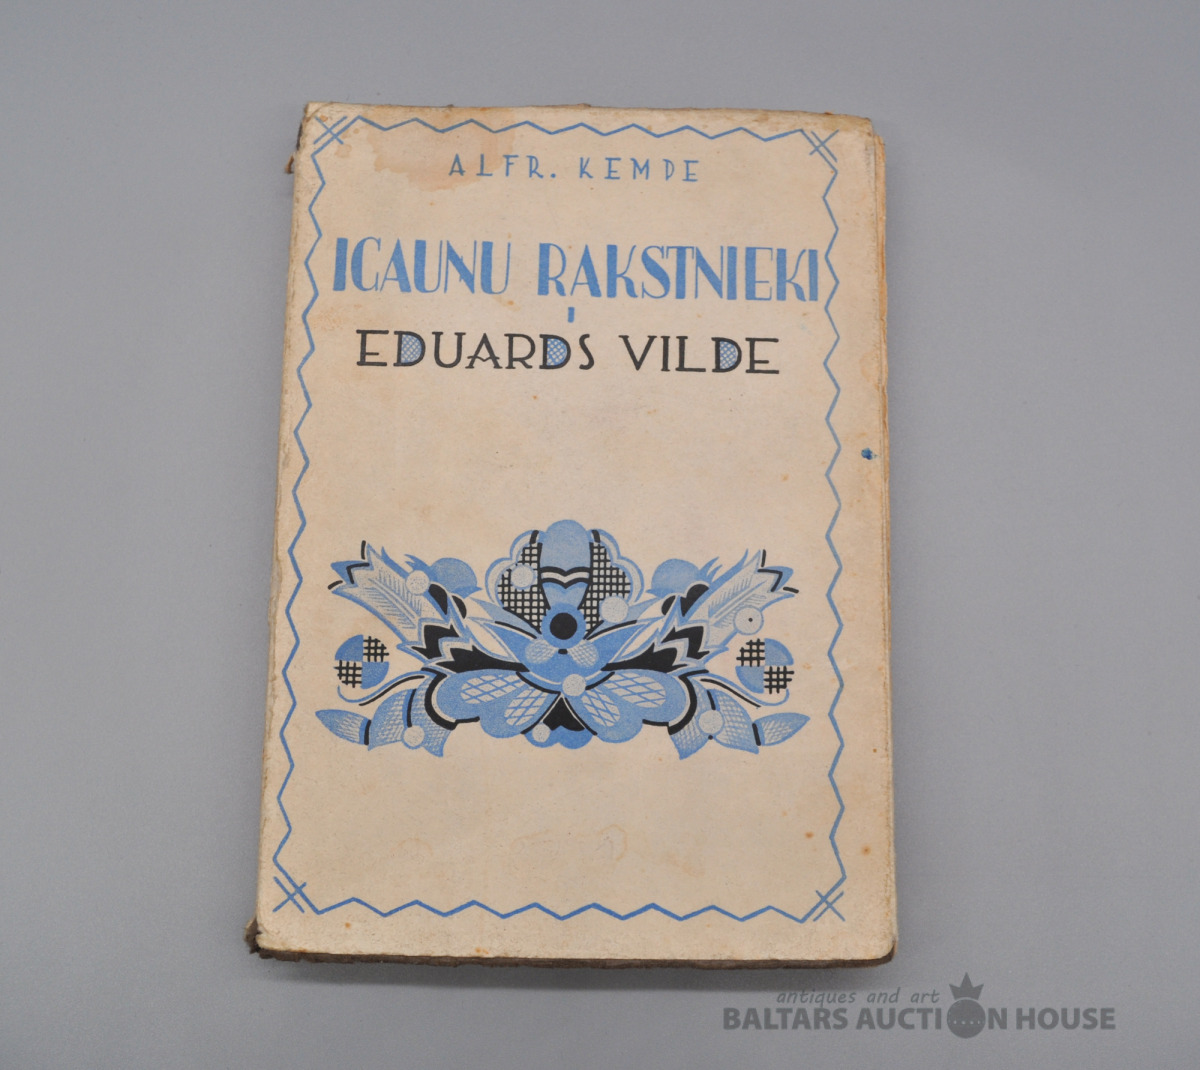 ALFR. KEMPE
IGAUNU RAKSTNIEKI
I
EDUARDS VILDE
antiques and art
BALTARS AUCTION HOUSE